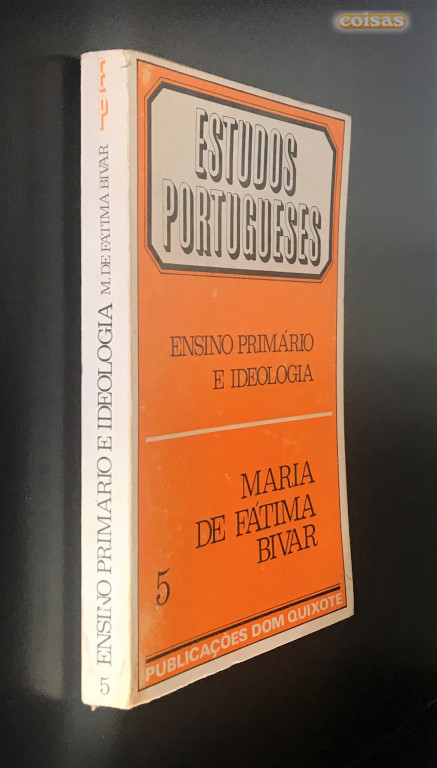 coisas
ESTUDOS
PORTUGUESES
ENSINO PRIMÁRIO
E IDEOLOGIA
MARIA
DE FÁTIMA
BIVAR
5
PUBLICAÇÕES DOM QUIXOTE
5 ENSINO PRIMÁRIO E IDEOLOGIA M. DE FÁTIMA BIVAR